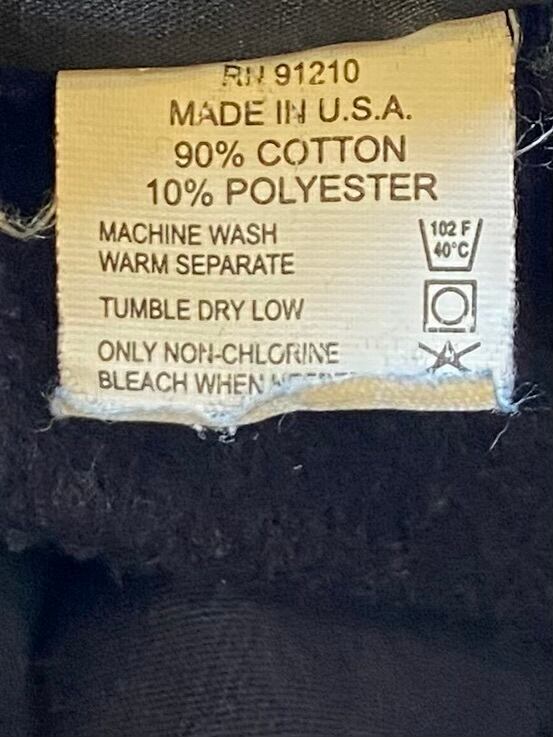 RN 91210
MADE IN U.S.A.
90% COTTON
10% POLYESTER
MACHINE WASH
WARM SEPARATE
102 F
40°C
TUMBLE DRY LOW
ONLY NON-CHLORINE
BLEACH WHEN